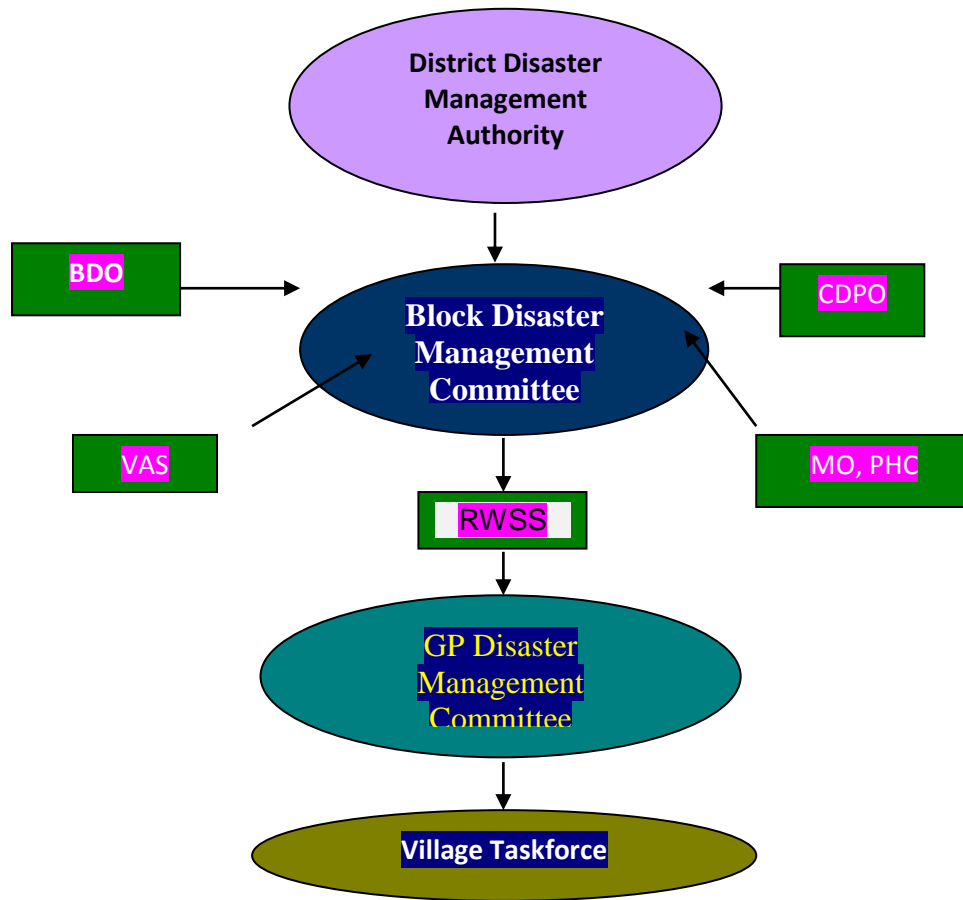 District Disaster
Management
Authority
BDO
CDPO
Block Disaster
Management
Committee
VAS
MO, PHC
RWSS
GP Disaster
Management
Committee
Village Taskforce